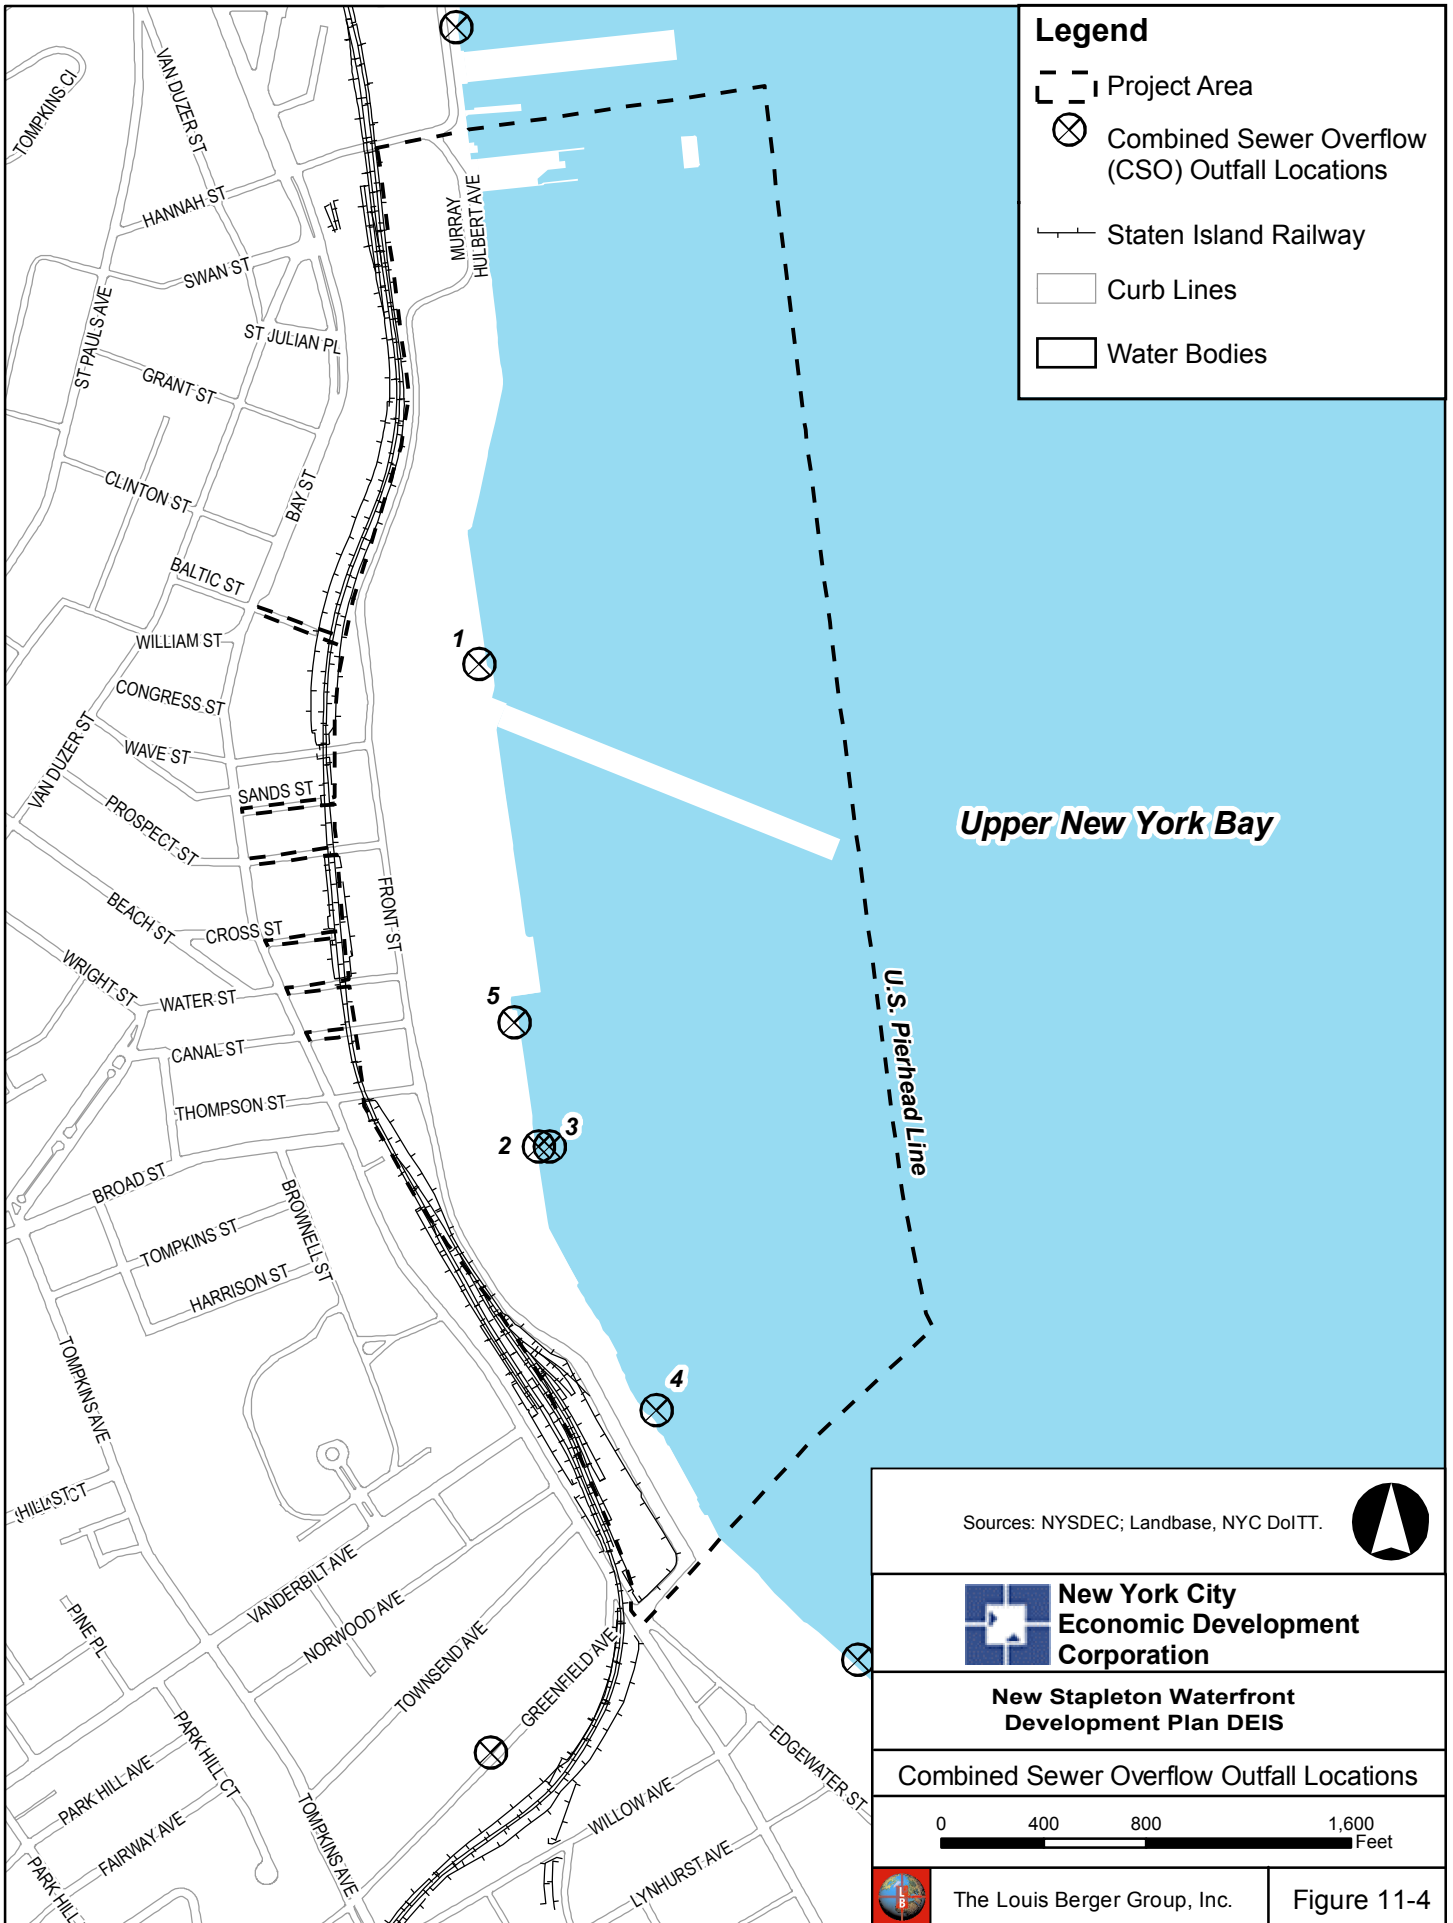 Legend
Project Area
Combined Sewer Overflow
(CSO) Outfall Locations
Staten Island Railway
Curb Lines
Water Bodies
TOMPKINS CI
VAN DUZER ST
HANNAH ST
MURRAY
HULBERT AVE
SWAN ST
ST PAULS AVE
ST JULIAN PL
GRANT ST
CLINTON ST
BAY ST
BALTIC ST
WILLIAM ST
1
CONGRESS ST
VAN DUZER ST
WAVE ST
SANDS ST
PROSPECT ST
Upper New York Bay
FRONT ST
BEACH ST
CROSS ST
WRIGHT ST
WATER ST
5
U.S. Pierhead Line
CANAL ST
THOMPSON ST
2
3
BROAD ST
BROWNELL ST
TOMPKINS ST
HARRISON ST
TOMPKINS AVE
4
HILL ST
CT
VANDERBILT AVE
NORWOOD AVE
PINE PL
TOWNSEND AVE
GREENFIELD AVE
PARK HILL CT
EDGEWATER ST
PARK HILL AVE
FAIRWAY AVE
TOMPKINS AVE
WILLOW AVE
LYNHURST AVE
PARK HILL
Sources: NYSDEC; Landbase, NYC DoITT.
New York City
Economic Development
Corporation
New Stapleton Waterfront
Development Plan DEIS
Combined Sewer Overflow Outfall Locations
0 400 800 1,600
Feet
LB
The Louis Berger Group, Inc.
Figure 11-4